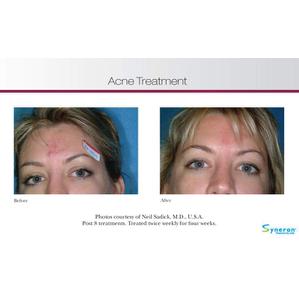 Acne Treatment
Before
After
Photos courtesy of Neil Sadick, M.D., U.S.A.
Post 8 treatments. Treated twice weekly for four weeks.
Syneron